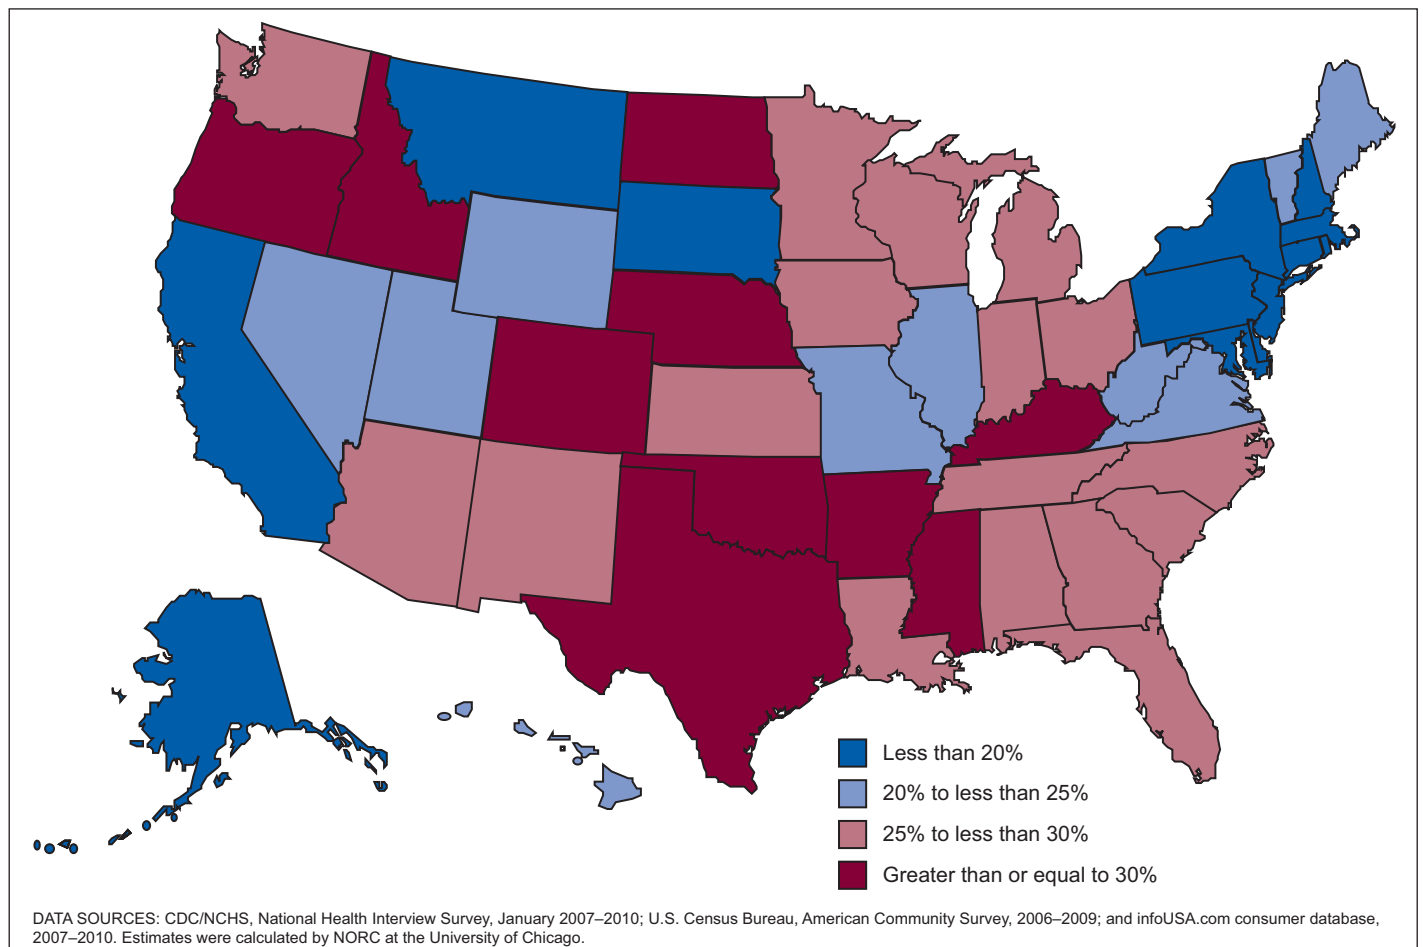 Less than 20%
20% to less than 25%
25% to less than 30%
Greater than or equal to 30%
DATA SOURCES: CDC/NCHS, National Health Interview Survey, January 2007–2010; U.S. Census Bureau, American Community Survey, 2006–2009; and infoUSA.com consumer database,
2007–2010. Estimates were calculated by NORC at the University of Chicago.